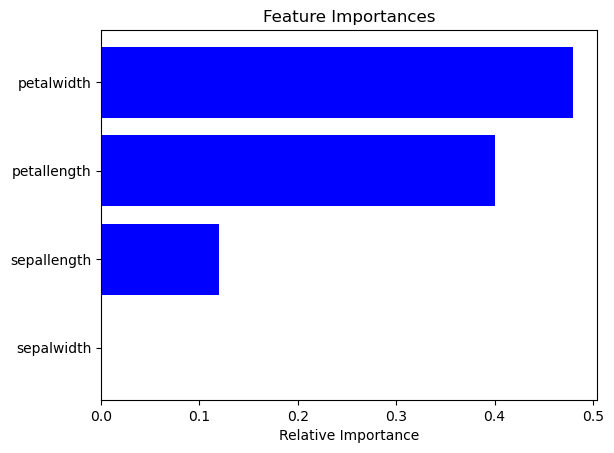 Feature Importances
petalwidth
petallength
sepallength
sepalwidth
0.0 0.1 0.2 0.3 0.4 0.5
Relative Importance